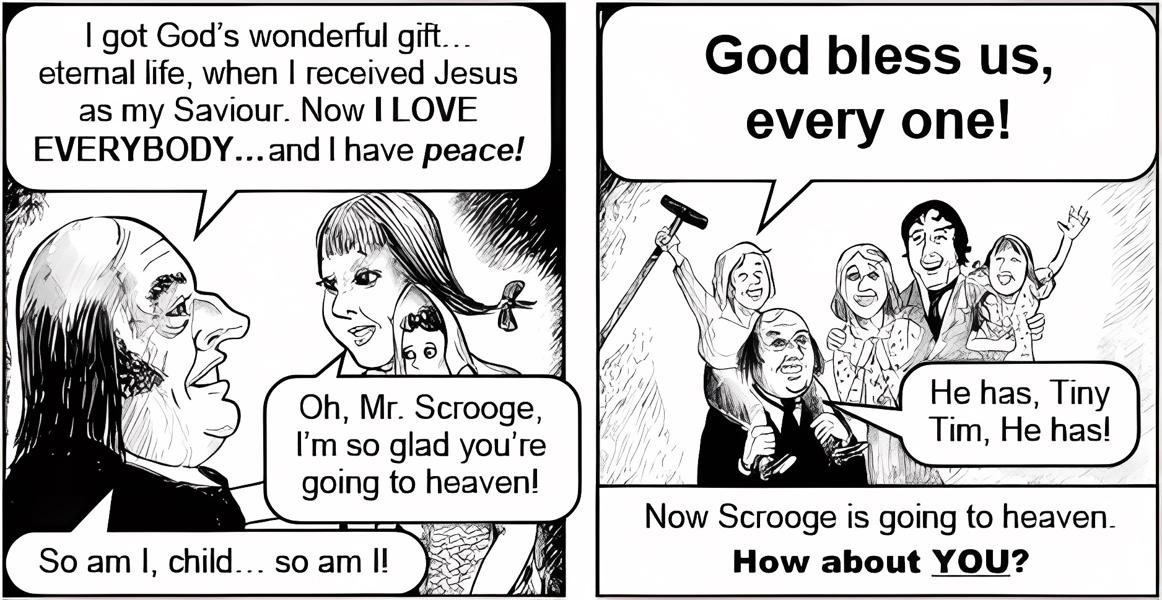 I got God's wonderful gift...
eternal life, when I received Jesus
as my Saviour. Now I LOVE
EVERYBODY...and I have peace!
Oh, Mr. Scrooge,
I'm so glad you're
going to heaven!
So am I, child... so am I!
God bless us,
every one!
He has, Tiny
Tim, He has!
Now Scrooge is going to heaven.
How about YOU?